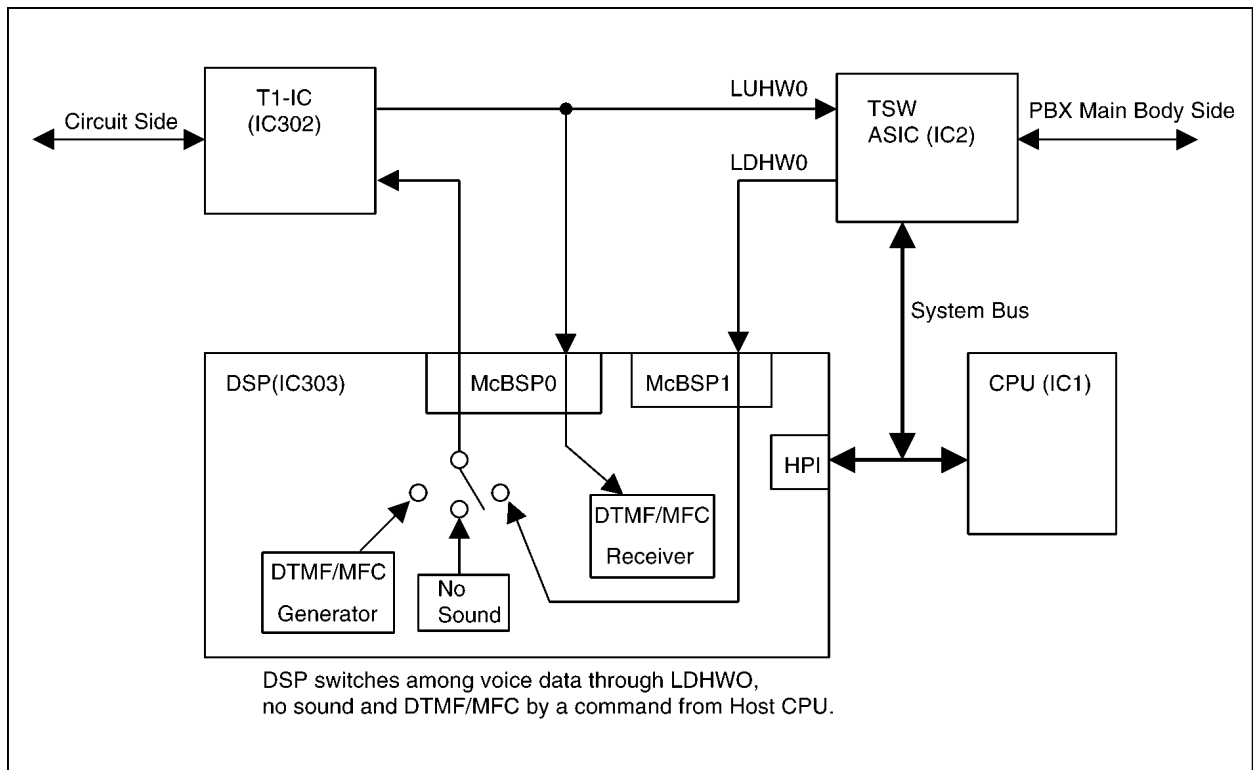 T1-IC
(IC302)
Circuit Side
LUHW0
TSW
ASIC (IC2)
PBX Main Body Side
LDHW0
System Bus
DSP(IC303)
McBSP0
McBSP1
CPU (IC1)
HPI
DTMF/MFC
Receiver
DTMF/MFC
Generator
No
Sound
DSP switches among voice data through LDHWO,
no sound and DTMF/MFC by a command from Host CPU.